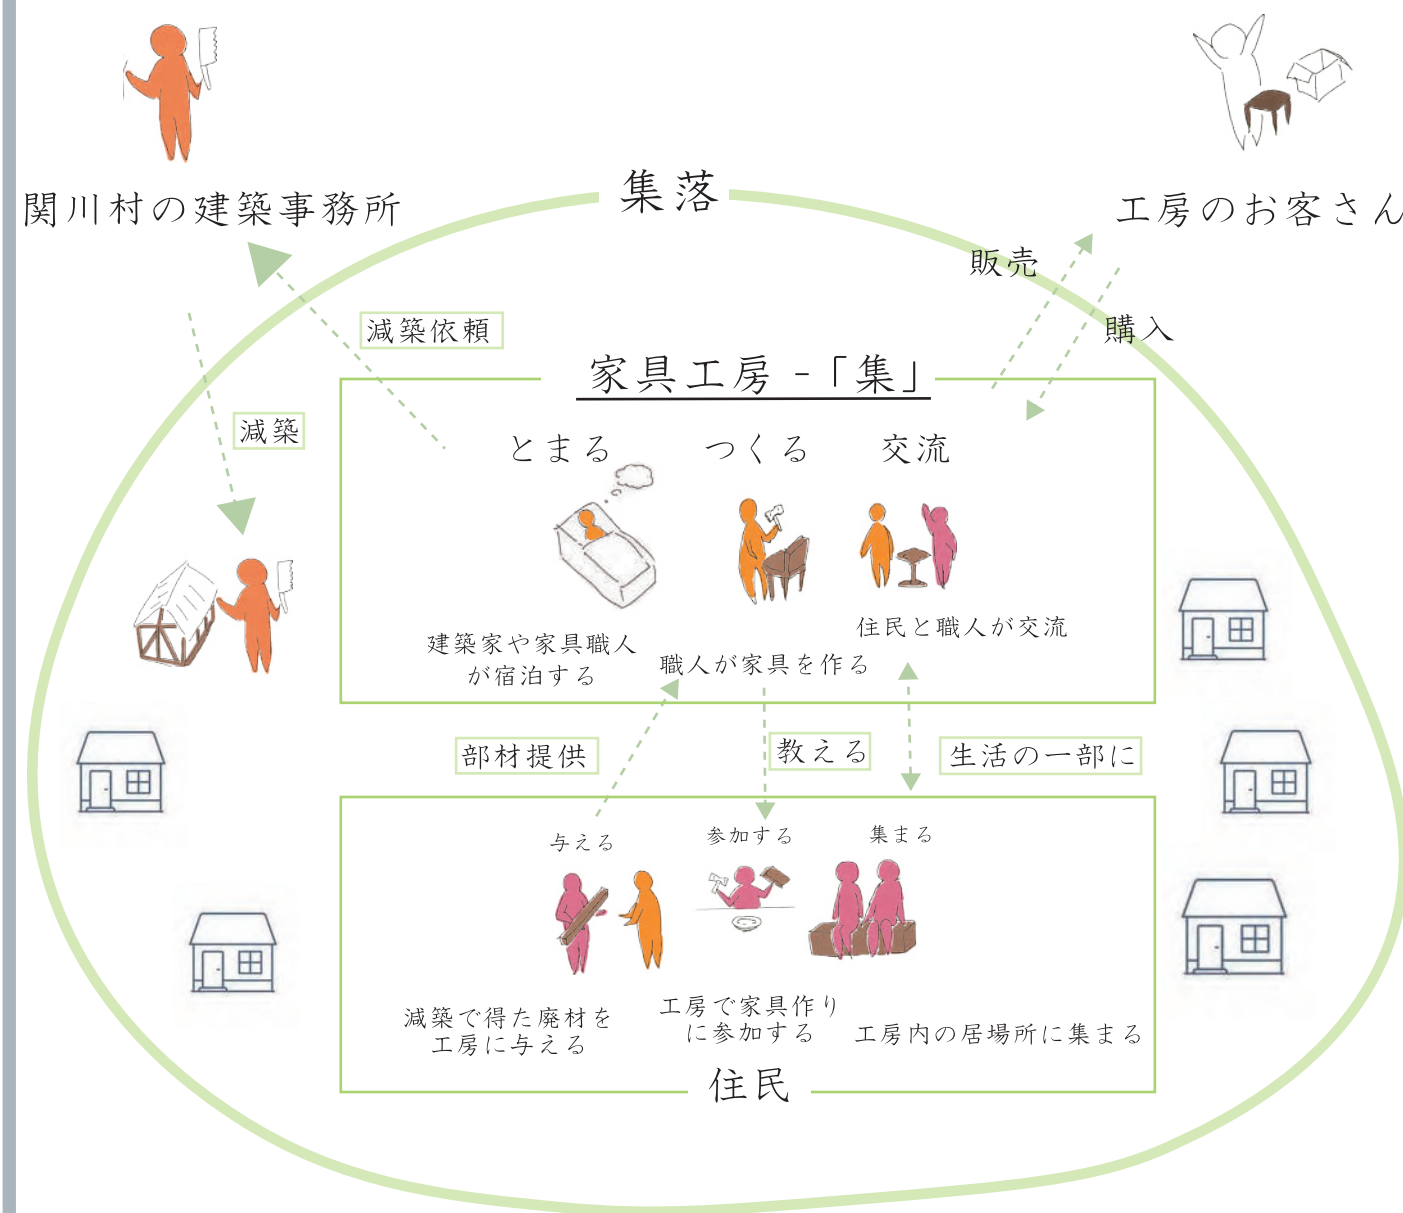 集落
関川村の建築事務所
工房のお客さん
販売
購入
減築依頼
減築
家具工房 -「集」
とまる
つくる
交流
建築家や家具職人
が宿泊する
職人が家具を作る
住民と職人が交流
部材提供
教える
生活の一部に
与える
参加する
集まる
減築で得た廃材を
工房に与える
工房で家具作り
に参加する
工房内の居場所に集まる
住民